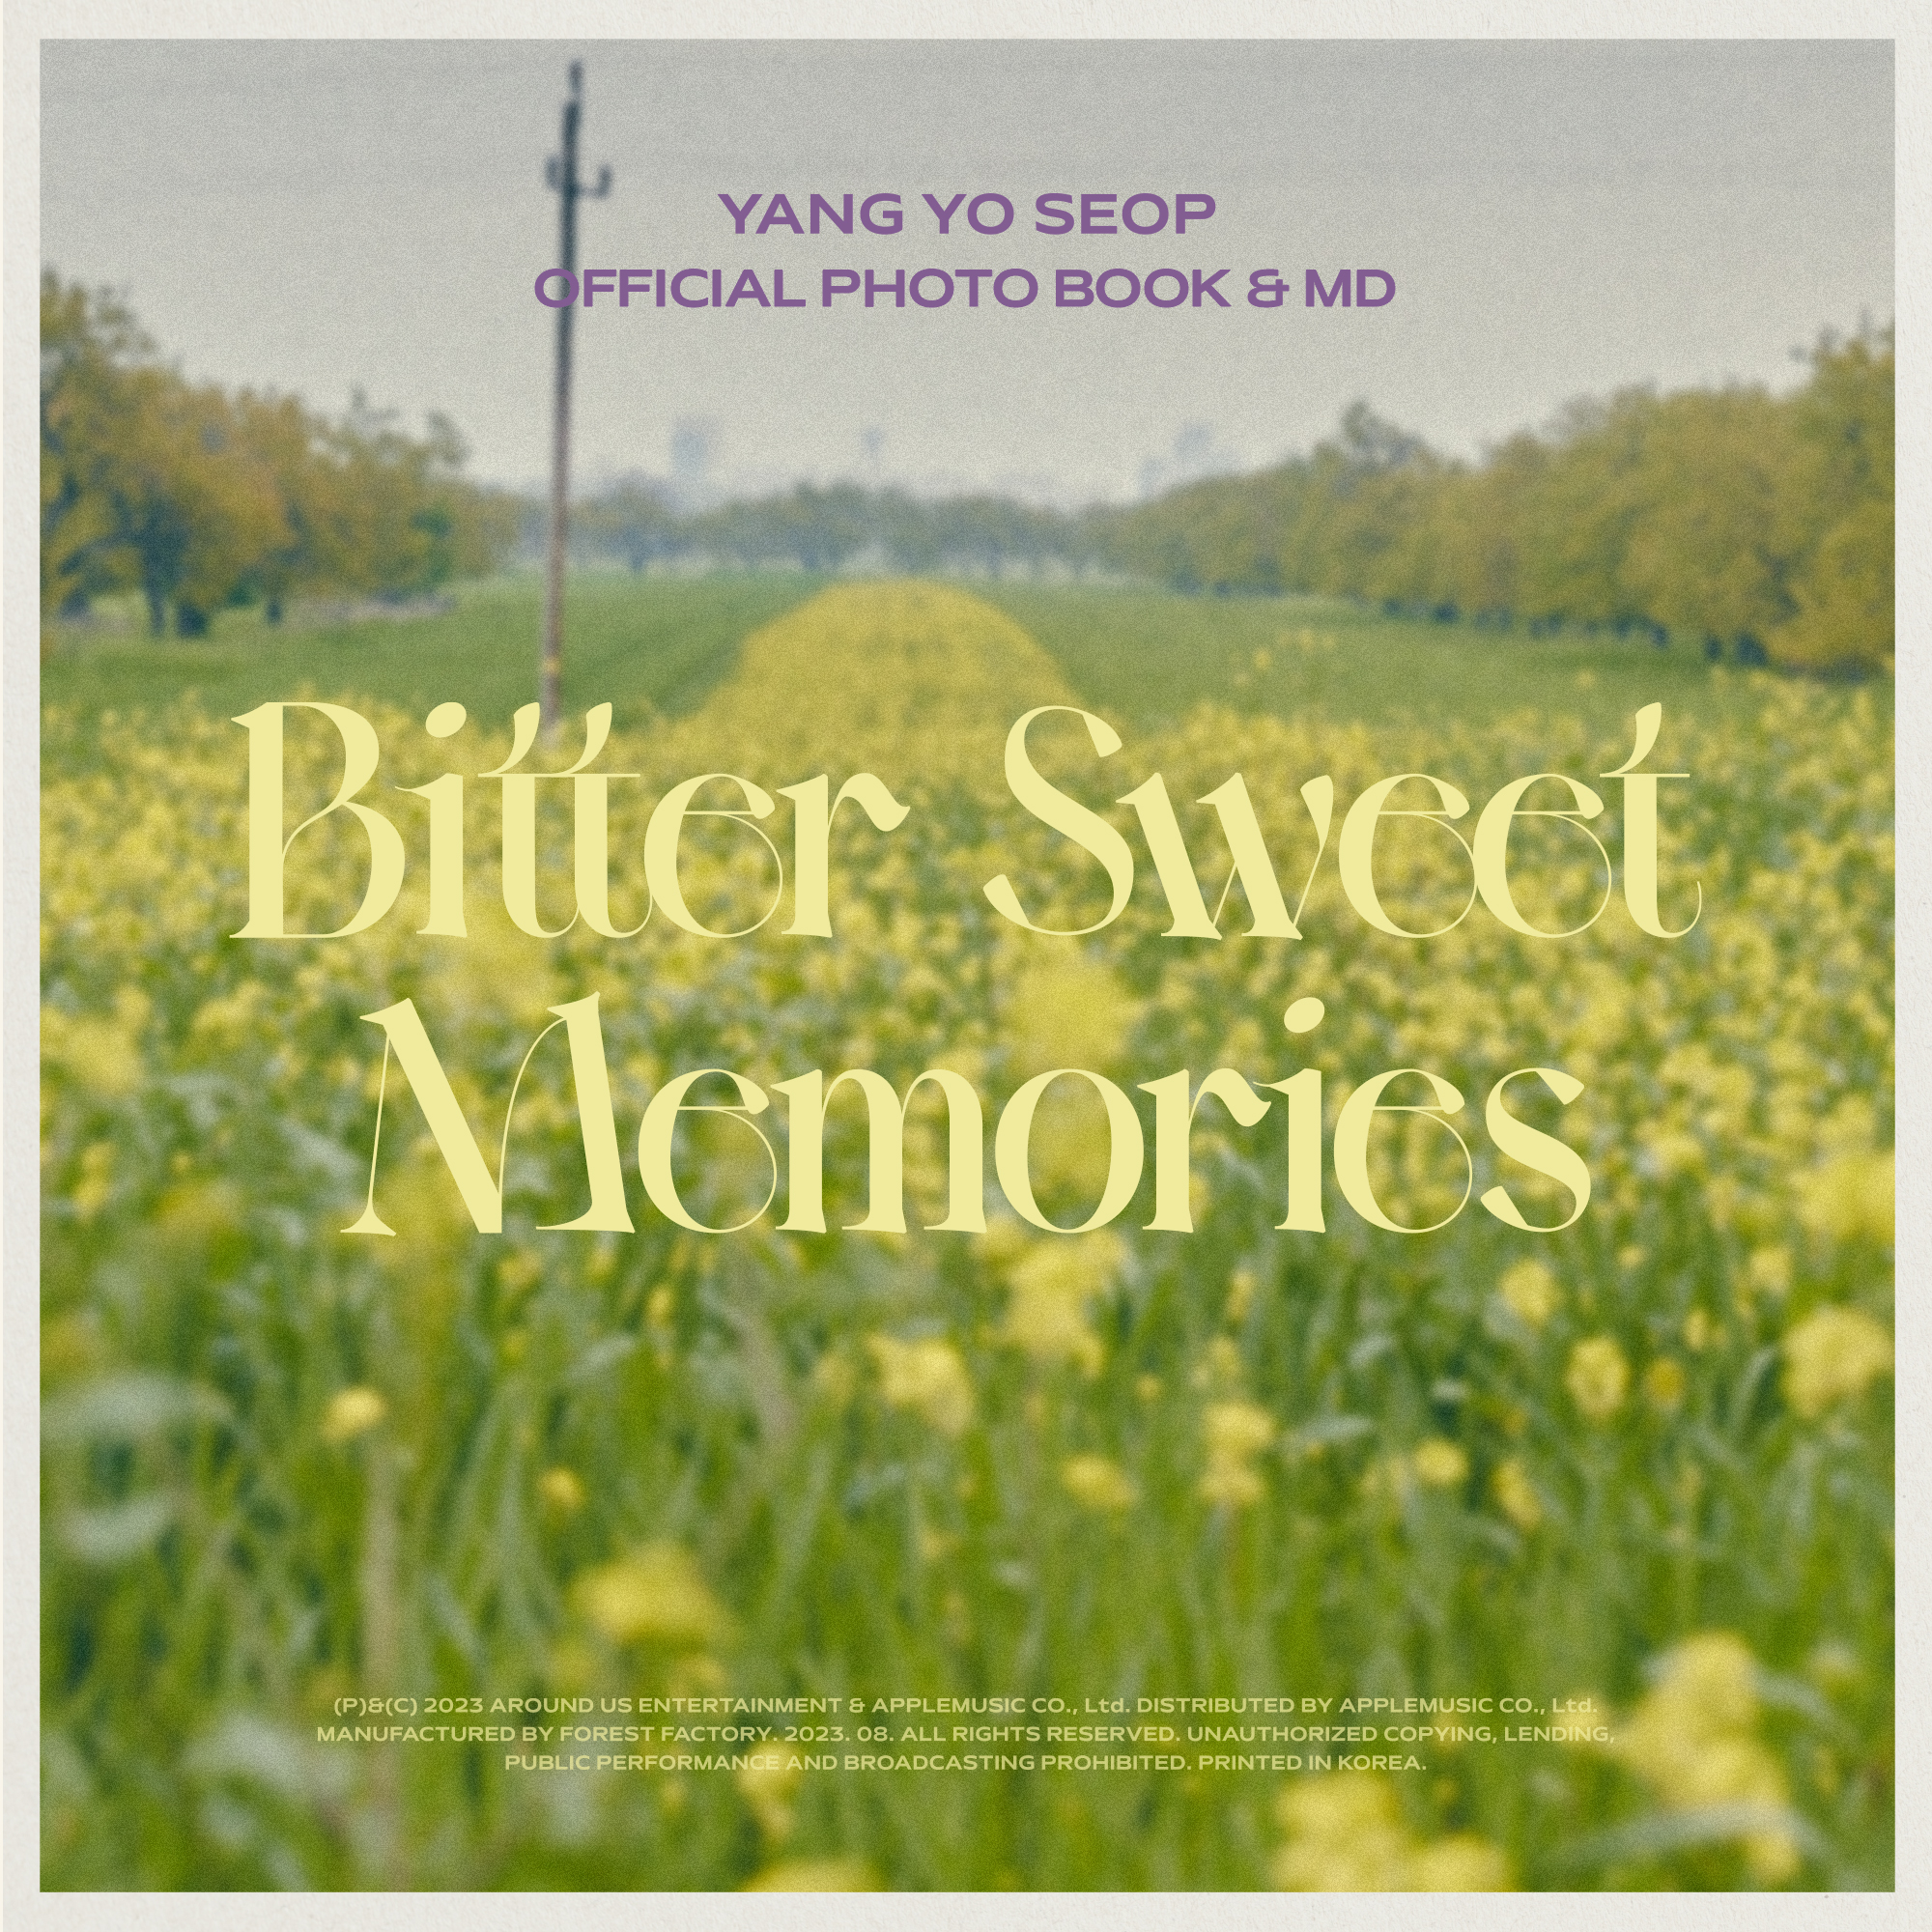 YANG YO SEOP
OFFICIAL PHOTO BOOK & MD
Bitter Sweet
Memories
(P)&(C) 2023 AROUND US ENTERTAINMENT & APPLEMUSIC CO., Ltd. DISTRIBUTED BY APPLEMUSIC CO., Ltd.
MANUFACTURED BY FOREST FACTORY. 2023. 08. ALL RIGHTS RESERVED. UNAUTHORIZED COPYING, LENDING,
PUBLIC PERFORMANCE AND BROADCASTING PROHIBITED. PRINTED IN KOREA.